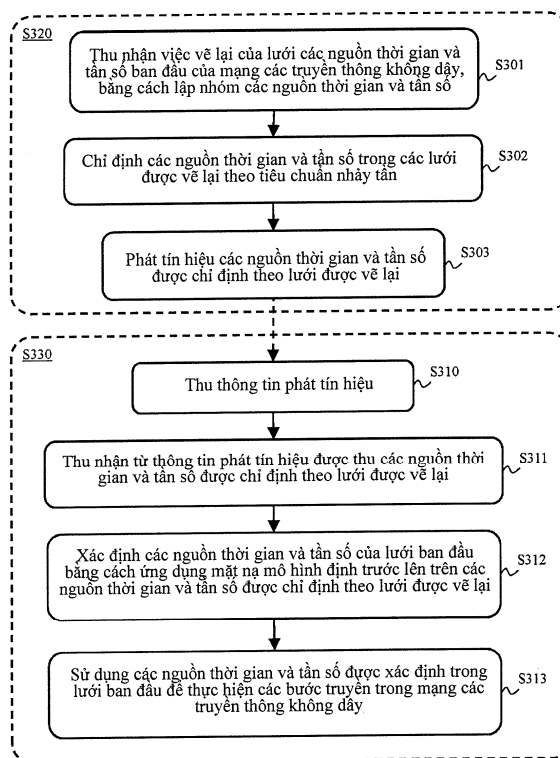 S320
Thu nhận việc vẽ lại của lưới các nguồn thời gian và
tần số ban đầu của mạng các truyền thông không dây,
bằng cách lập nhóm các nguồn thời gian và tần số
S301
Chỉ định các nguồn thời gian và tần số trong các lưới
được vẽ lại theo tiêu chuẩn nhảy tần
S302
Phát tín hiệu các nguồn thời gian và tần số
được chỉ định theo lưới được vẽ lại
S303
S330
Thu thông tin phát tín hiệu
S310
Thu nhận từ thông tin phát tín hiệu được thu các nguồn thời
gian và tần số được chỉ định theo lưới được vẽ lại
S311
Xác định các nguồn thời gian và tần số của lưới ban đầu
bằng cách ứng dụng mặt nạ mô hình định trước lên trên các
nguồn thời gian và tần số được chỉ định theo lưới được vẽ lại
S312
Sử dụng các nguồn thời gian và tần số được xác định trong
lưới ban đầu để thực hiện các bước truyền trong mạng các
truyền thông không dây
S313